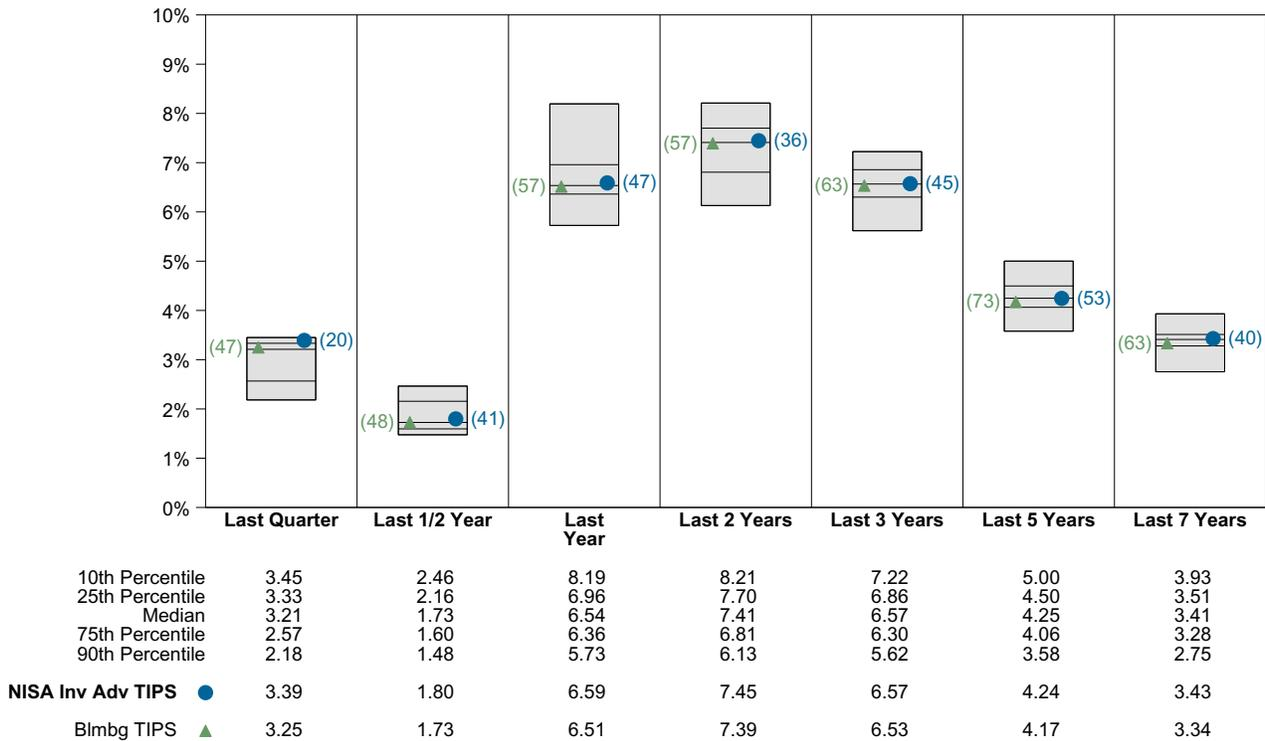 10%
9%
8%
7%
6%
5%
4%
3%
2%
1%
0%
(47) (20)
(48) (41)
(57) (47)
(57) (36)
(63) (45)
(73) (53)
(63) (40)
Last Quarter Last 1/2 Year Last Last 2 Years Last 3 Years Last 5 Years Last 7 Years
Year
10th Percentile 3.45 2.46 8.19 8.21 7.22 5.00 3.93
25th Percentile 3.33 2.16 6.96 7.70 6.86 4.50 3.51
Median 3.21 1.73 6.54 7.41 6.57 4.25 3.41
75th Percentile 2.57 1.60 6.36 6.81 6.30 4.06 3.28
90th Percentile 2.18 1.48 5.73 6.13 5.62 3.58 2.75
NISA Inv Adv TIPS 3.39 1.80 6.59 7.45 6.57 4.24 3.43
Blmbg TIPS 3.25 1.73 6.51 7.39 6.53 4.17 3.34